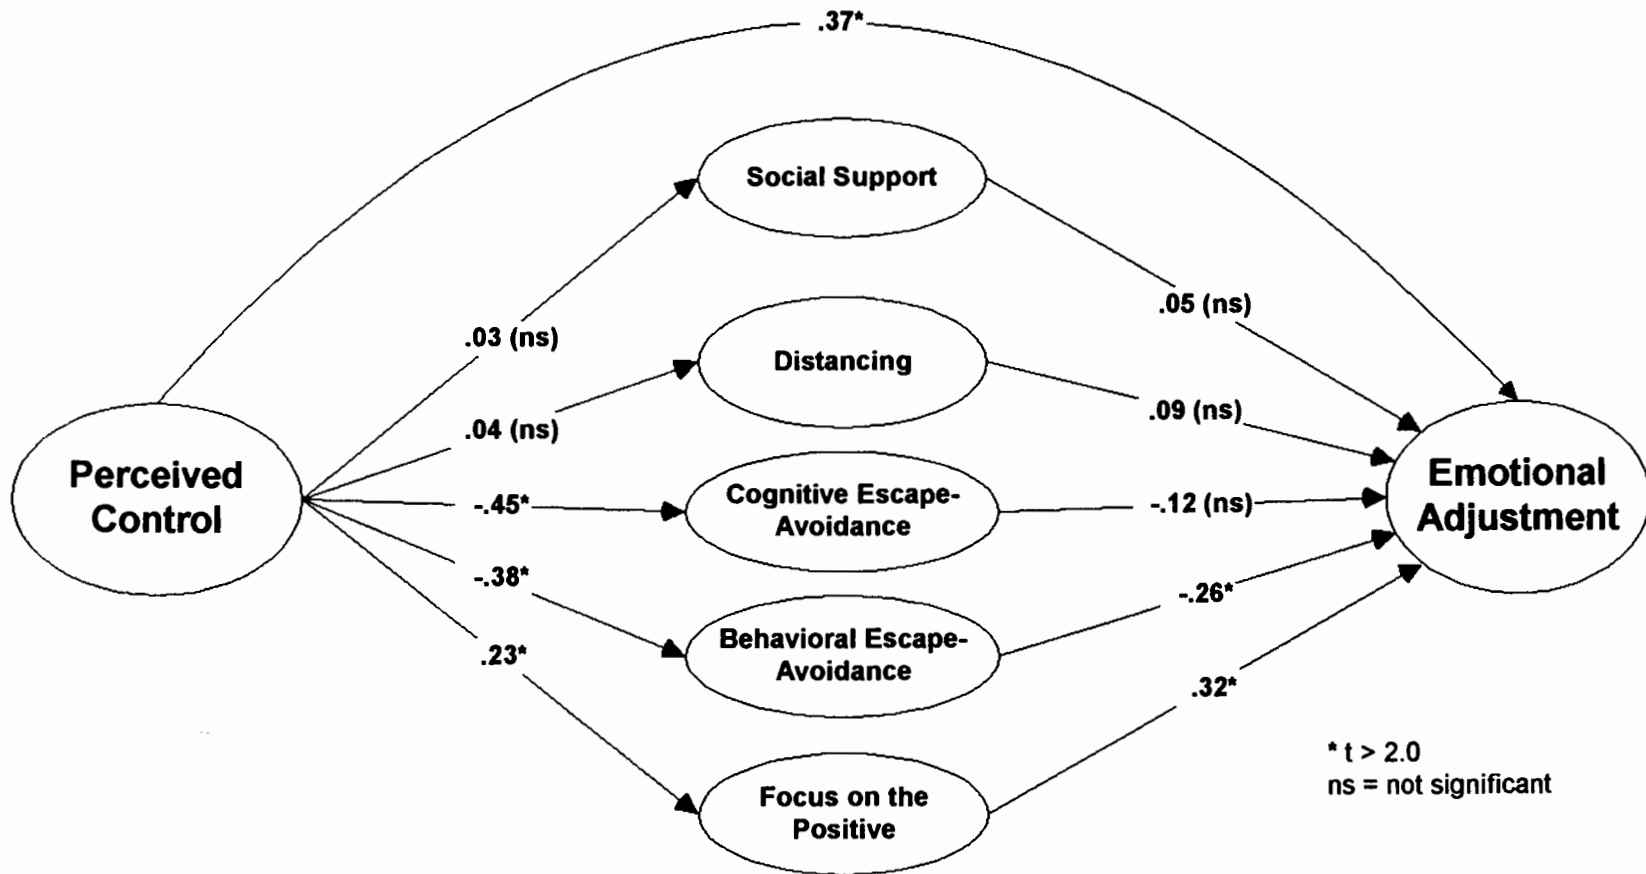 .37*
Social Support
.05 (ns)
.03 (ns)
Distancing
.09 (ns)
.04 (ns)
Perceived
Control
Emotional
Adjustment
Cognitive Escape-
Avoidance
-.45*
-.12 (ns)
-.38*
-.26*
Behavioral Escape-
Avoidance
.23*
.32*
Focus on the
Positive
* t > 2.0
ns = not significant